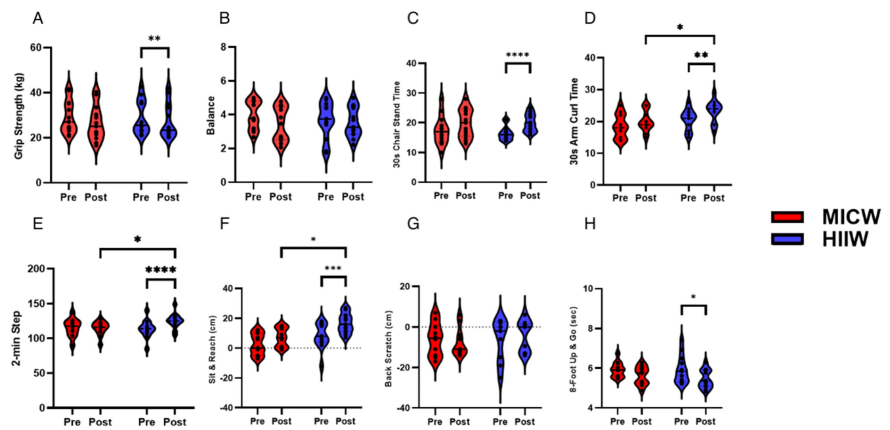 A
B
C
D
**
****
*
**
Grip Strength (kg)
60
40
20
0
Pre Post Pre Post
Balance
8
6
4
2
0
Pre Post Pre Post
30s Chair Stand Time
40
30
20
10
0
Pre Post Pre Post
30s Arm Curl Time
40
30
20
10
0
Pre Post Pre Post
MICW
HIIW
E
F
G
H
*
****
*
***
*
2-min Step
200
150
100
50
0
Pre Post Pre Post
Sit & Reach (cm)
40
20
0
-20
-40
Pre Post Pre Post
Back Scratch (cm)
20
0
-20
-40
Pre Post Pre Post
8-Foot Up & Go (sec)
10
8
6
4
Pre Post Pre Post